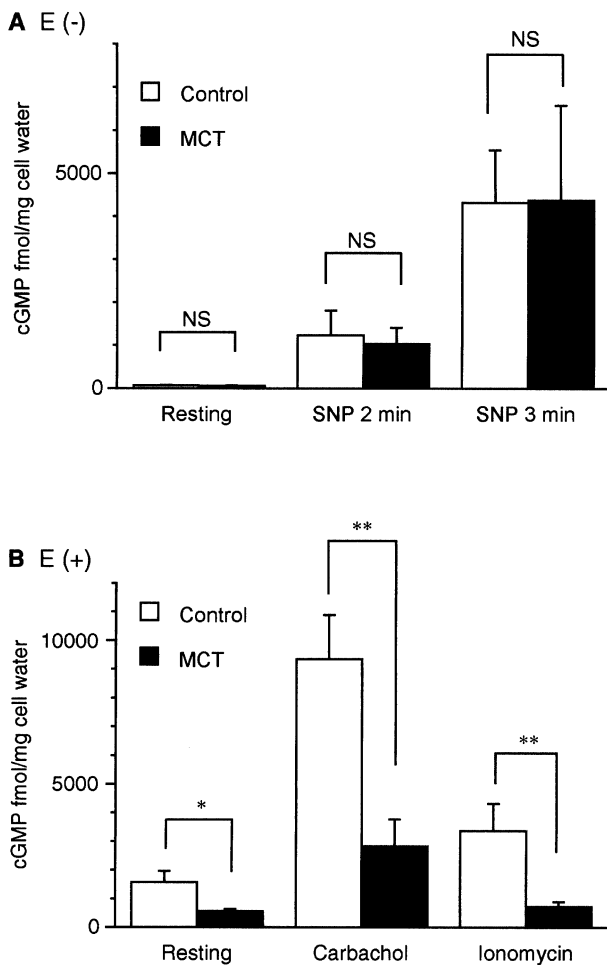 A E (-)
NS
Control
MCT
5000
NS
NS
0
cGMP fmol/mg cell water
Resting SNP 2 min SNP 3 min
**
B E (+)
Control
10000
MCT
**
5000
*
0
cGMP fmol/mg cell water
Resting Carbachol Ionomycin